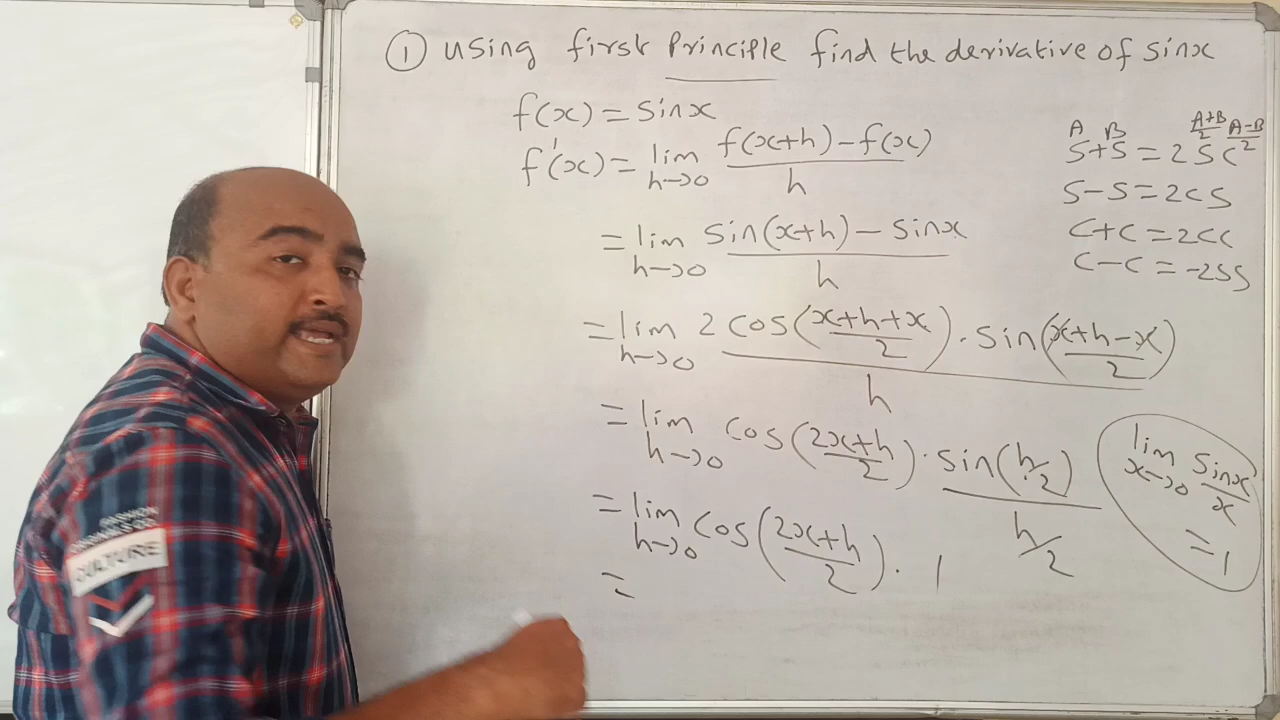 ① using first Principle find the derivative of sinx
f(x) = sinx
f'(x) = lim h→0 f(x+h) - f(x) / h
= lim h→0 sin(x+h) - sinx / h
= lim h→0 2 cos(x+h+x / 2) . sin(x+h-x / 2) / h
= lim h→0 cos(2x+h / 2) . sin(h/2) / h/2
= lim h→0 cos(2x+h / 2) . 1
=
A B A+B/2 A-B/2
S+S = 2SC
S-S = 2CS
C+C = 2CC
C-C = -2SS
lim x→0 sinx / x
= 1
CULTURE